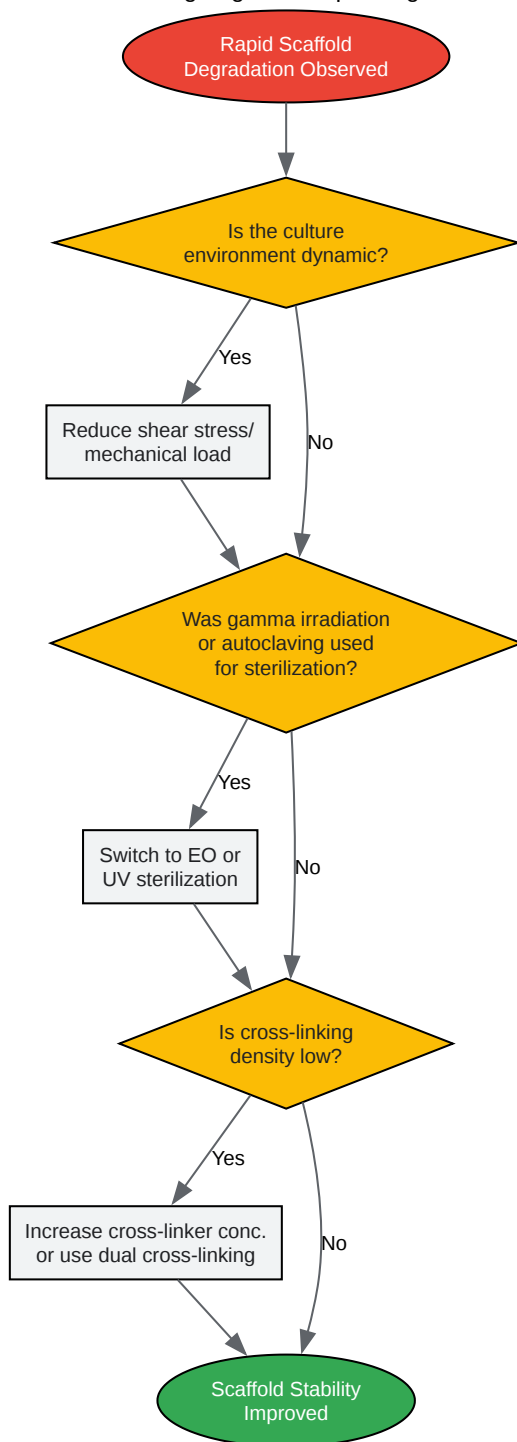 Rapid Scaffold
Degradation Observed
Is the culture
environment dynamic?
Yes
Reduce shear stress/
mechanical load
No
Was gamma irradiation
or autoclaving used
for sterilization?
Yes
Switch to EO or
UV sterilization
No
Is cross-linking
density low?
Yes
Increase cross-linker conc.
or use dual cross-linking
No
Scaffold Stability
Improved